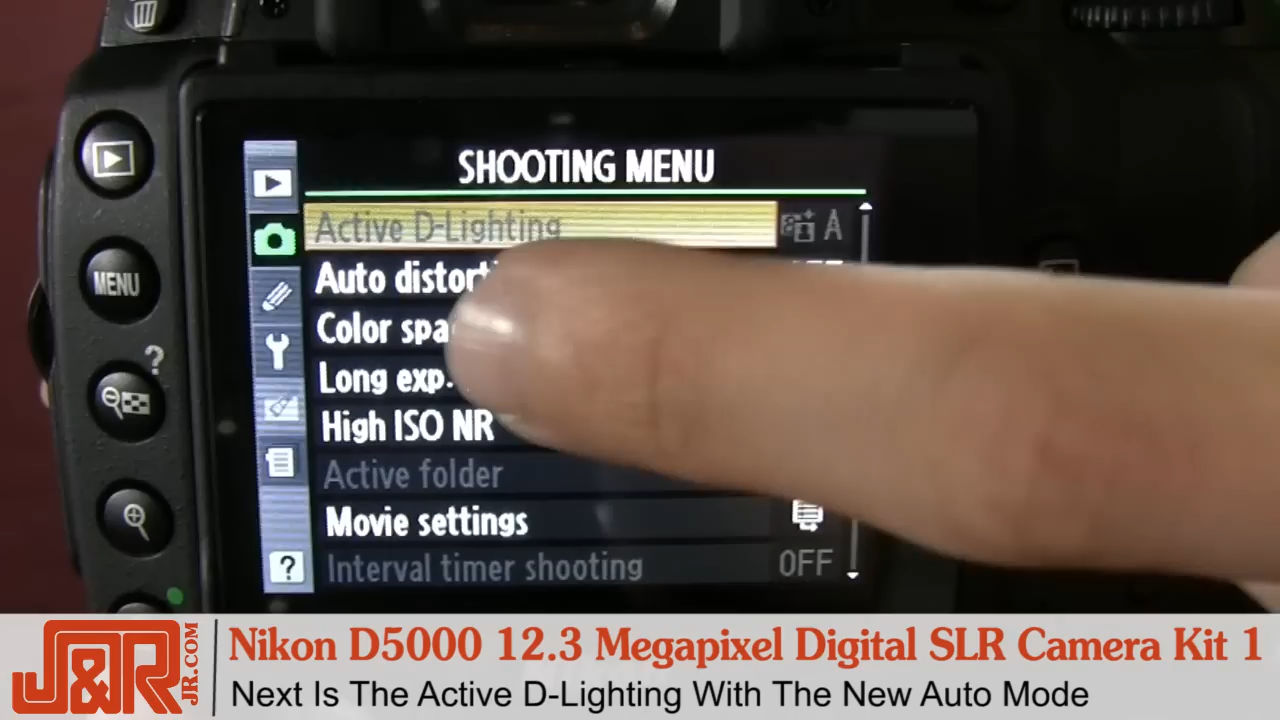 SHOOTING MENU
Active D-Lighting A
Auto
Color
MENU
Long exp.
?
High ISO NR
Active folder
Movie settings
? Interval timer shooting OFF
J&R JR.COM
Nikon D5000 12.3 Megapixel Digital SLR Camera Kit 1
Next Is The Active D-Lighting With The New Auto Mode